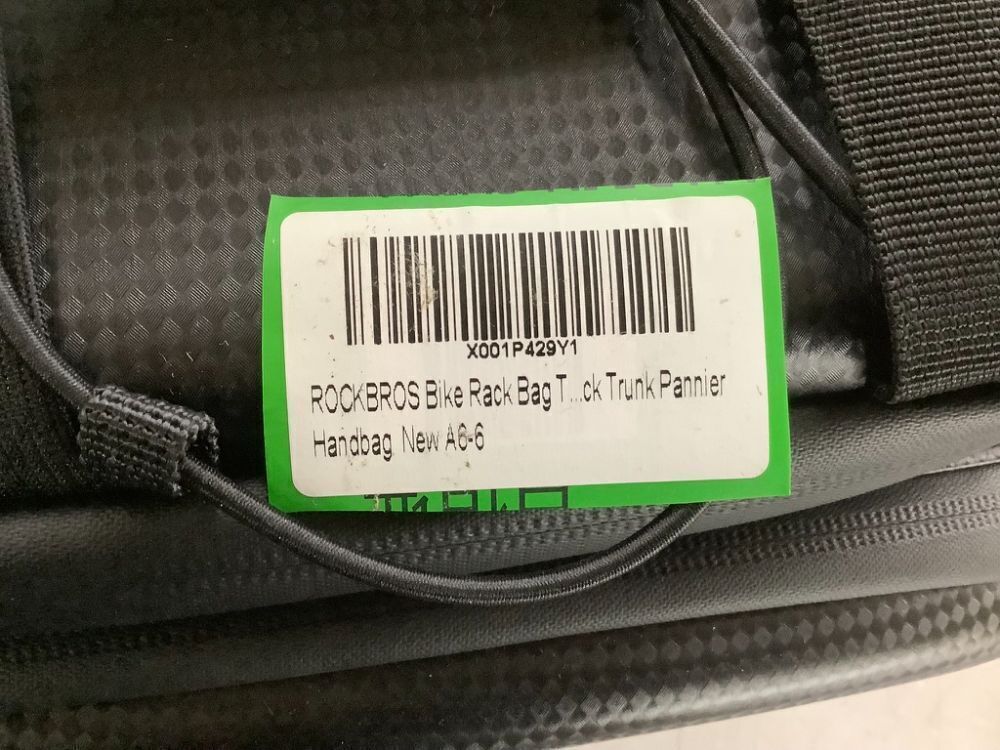 X001P429Y1
ROCKBROS Bike Rack Bag T...ck Trunk Pannier
Handbag New A6-6